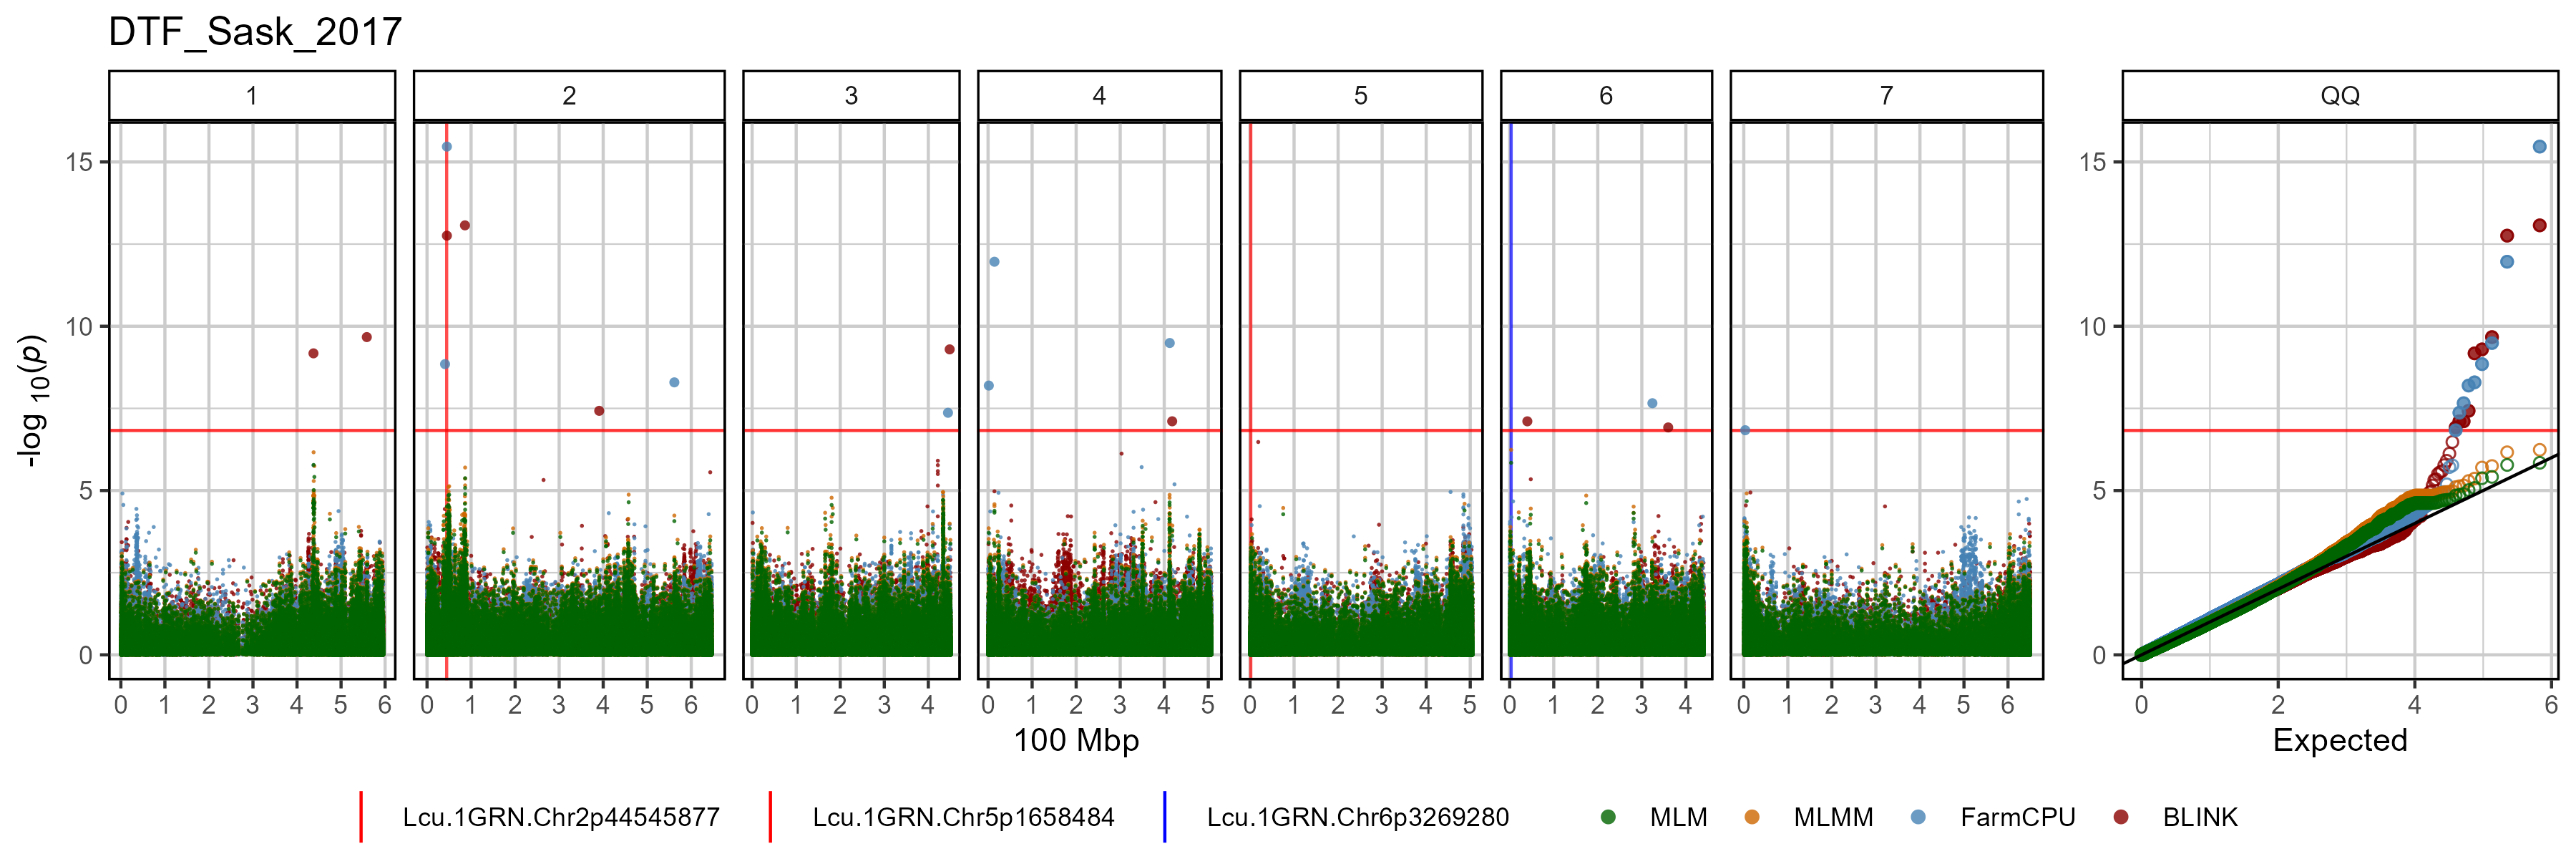 DTF_Sask_2017
1 2 3 4 5 6 7 QQ
-log 10(p)
15 15
10 10
5 5
0 0
0 1 2 3 4 5 6 0 1 2 3 4 5 6 0 1 2 3 4 0 1 2 3 4 5 0 1 2 3 4 5 0 1 2 3 4 0 1 2 3 4 5 6 0 2 4 6
100 Mbp Expected
Lcu.1GRN.Chr2p44545877 Lcu.1GRN.Chr5p1658484 Lcu.1GRN.Chr6p3269280 MLM MLMM FarmCPU BLINK